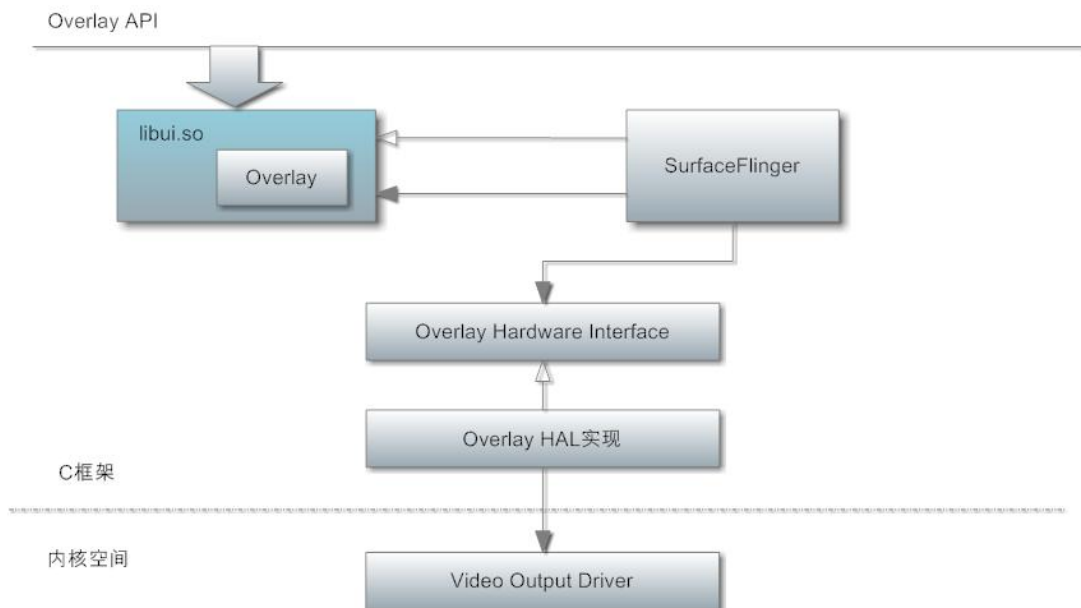 Overlay API
libui.so
Overlay
SurfaceFlinger
Overlay Hardware Interface
Overlay HAL实现
C框架
内核空间
Video Output Driver